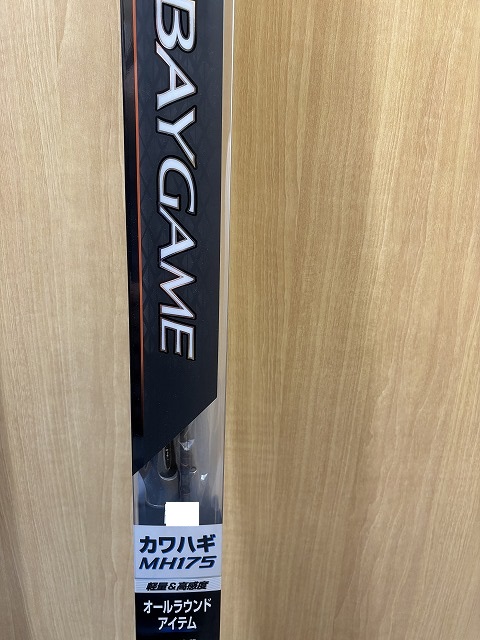 BAYGAME
カワハギ
MH175
軽量&高感度
オールラウンド
アイテム